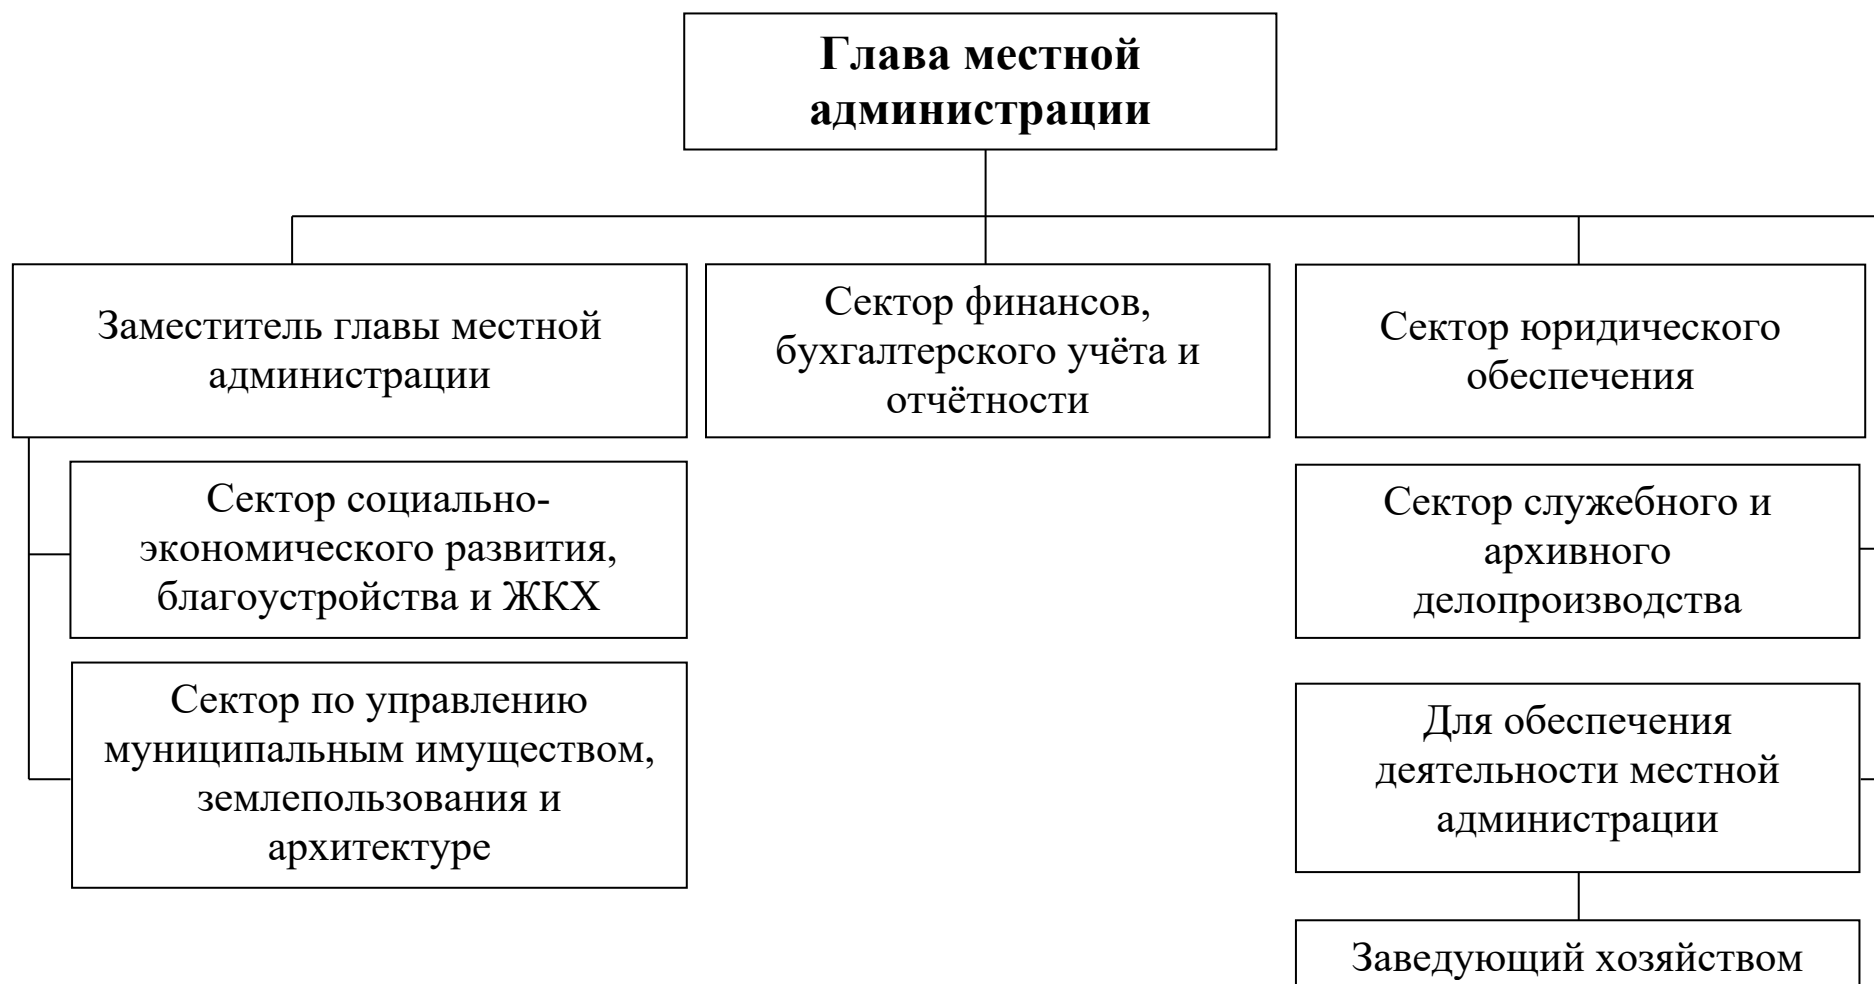 Глава местной
администрации
Заместитель главы местной
администрации
Сектор финансов,
бухгалтерского учёта и
отчётности
Сектор юридического
обеспечения
Сектор социально-
экономического развития,
благоустройства и ЖКХ
Сектор служебного и
архивного
делопроизводства
Сектор по управлению
муниципальным имуществом,
землепользования и
архитектуре
Для обеспечения
деятельности местной
администрации
Заведующий хозяйством